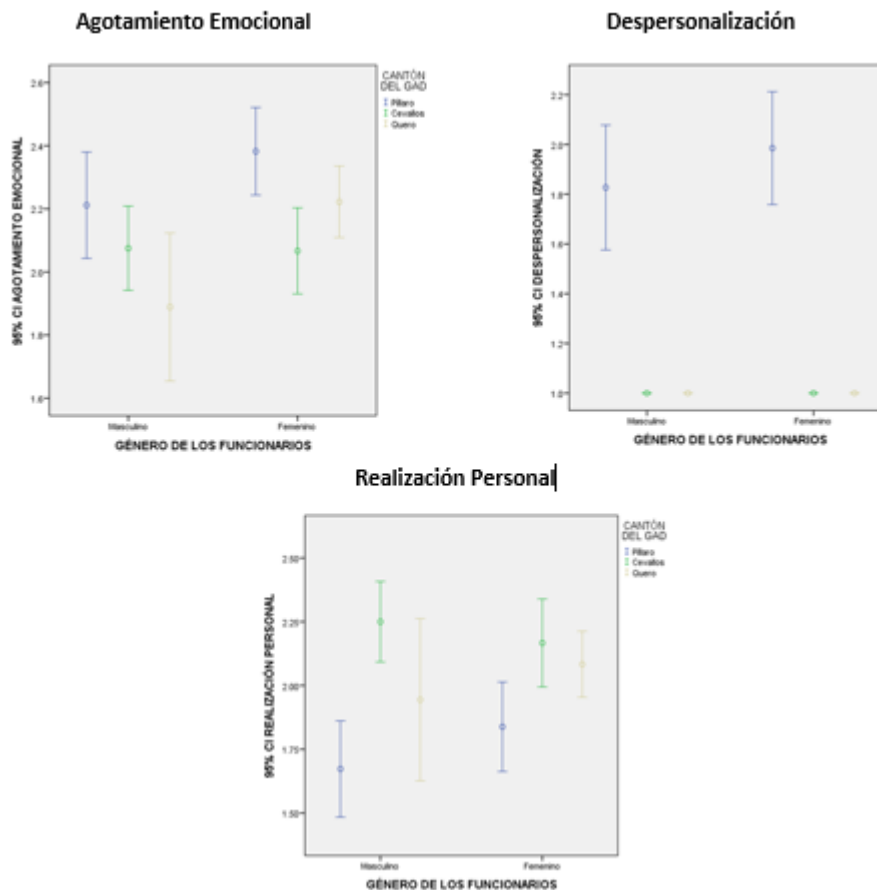 Agotamiento Emocional
Despersonalización
95% CI AGOTAMIENTO EMOCIONAL
2.6
2.4
2.2
2.0
1.8
1.6
Masculino
Femenino
GÉNERO DE LOS FUNCIONARIOS
CANTÓN
DEL GAD
Pillaro
Cevallos
Quero
95% CI DESPERSONALIZACIÓN
2.2
2.0
1.8
1.6
1.4
1.2
1.0
Masculino
Femenino
GÉNERO DE LOS FUNCIONARIOS
Realización Personal
95% CI REALIZACIÓN PERSONAL
2.50
2.25
2.00
1.75
1.50
Masculino
Femenino
GÉNERO DE LOS FUNCIONARIOS
CANTÓN
DEL GAD
Pillaro
Cevallos
Quero